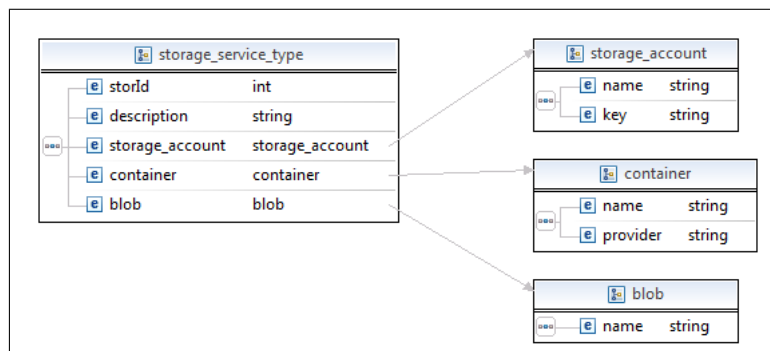 storage_service_type
storId int
description string
storage_account storage_account
container container
blob blob
storage_account
name string
key string
container
name string
provider string
blob
name string